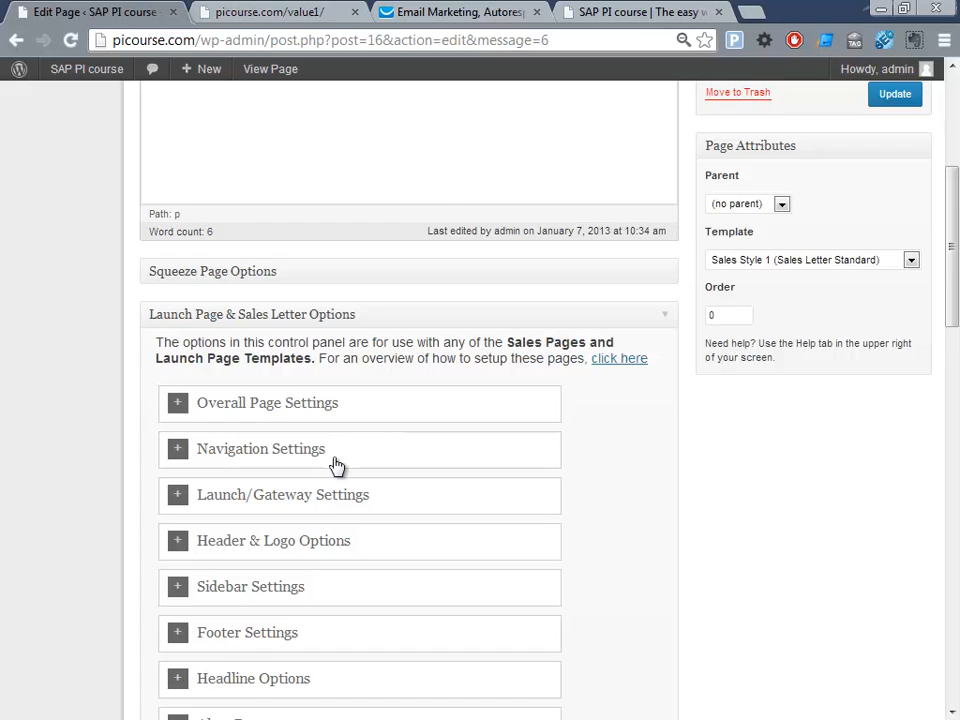 Edit Page ‹ SAP PI course
picourse.com/value1/
Email Marketing, Autores
SAP PI course | The easy w
picourse.com/wp-admin/post.php?post=16&action=edit&message=6
SAP PI course
+ New
View Page
Howdy, admin
Move to Trash
Update
Page Attributes
Parent
(no parent)
Template
Sales Style 1 (Sales Letter Standard)
Order
0
Need help? Use the Help tab in the upper right
of your screen.
Path: p
Word count: 6
Last edited by admin on January 7, 2013 at 10:34 am
Squeeze Page Options
Launch Page & Sales Letter Options
The options in this control panel are for use with any of the Sales Pages and
Launch Page Templates. For an overview of how to setup these pages, click here
+ Overall Page Settings
+ Navigation Settings
+ Launch/Gateway Settings
+ Header & Logo Options
+ Sidebar Settings
+ Footer Settings
+ Headline Options